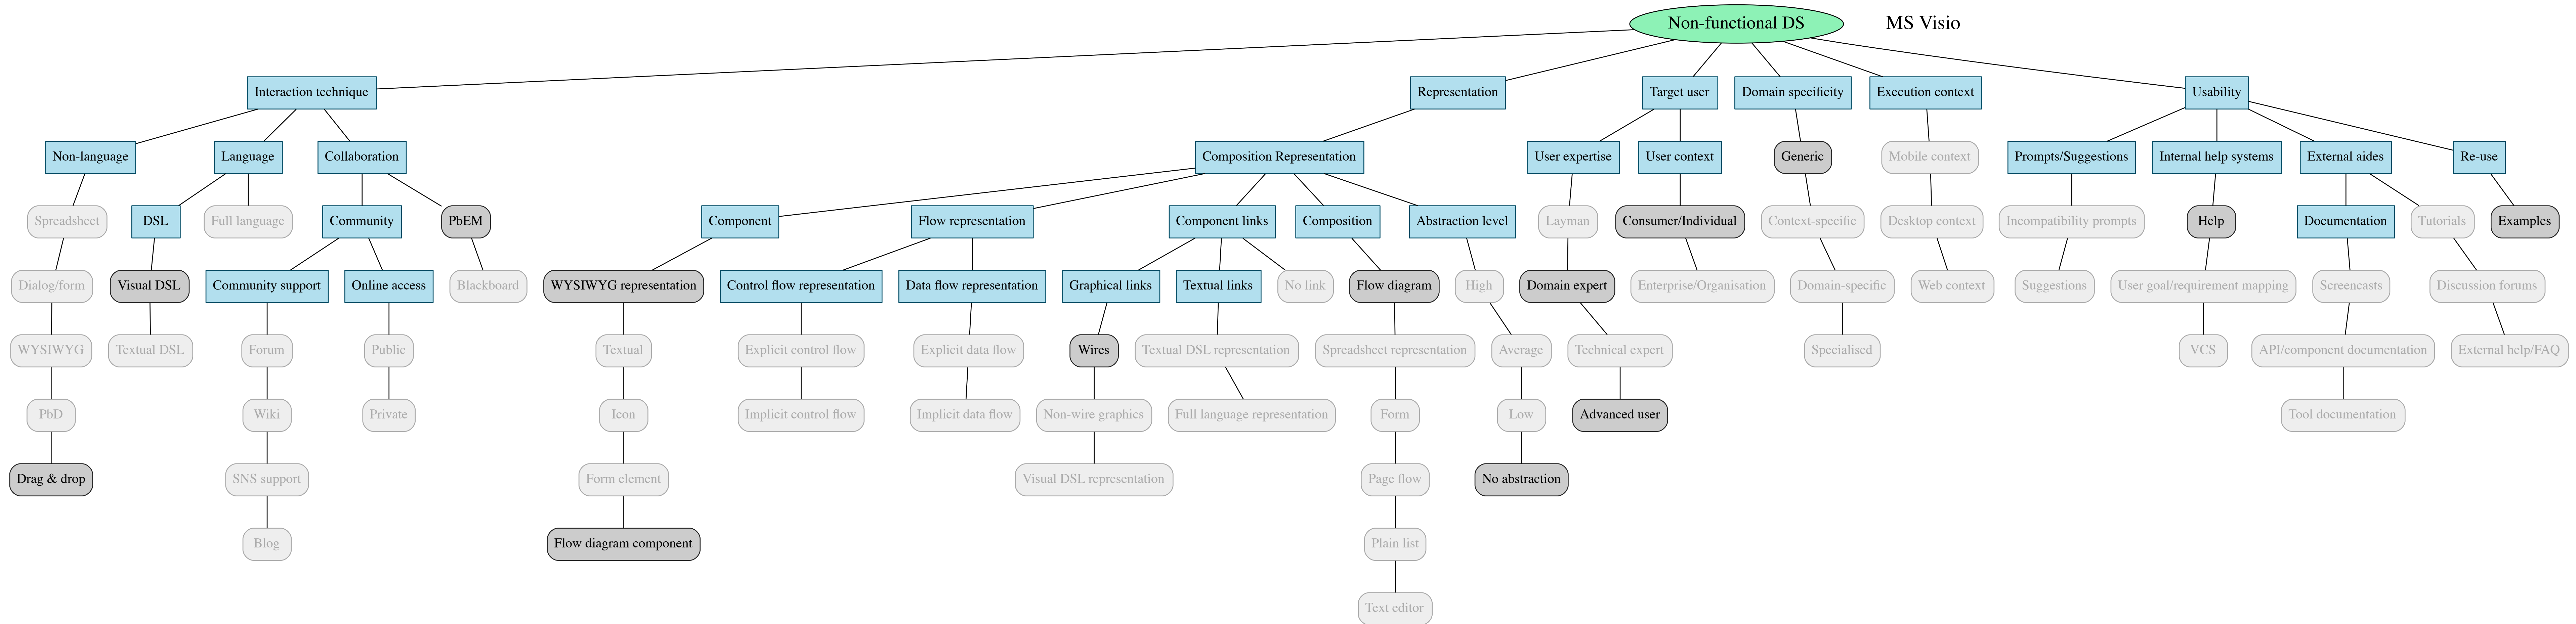 Non-functional DS
MS Visio
Interaction technique
Representation
Target user
Domain specificity
Execution context
Usability
Non-language
Language
Collaboration
Composition Representation
User expertise
User context
Generic
Mobile context
Prompts/Suggestions
Internal help systems
External aides
Re-use
Spreadsheet
DSL
Full language
Community
PbEM
Component
Flow representation
Component links
Composition
Abstraction level
Layman
Consumer/Individual
Context-specific
Desktop context
Incompatibility prompts
Help
Documentation
Tutorials
Examples
Dialog/form
Visual DSL
Community support
Online access
Blackboard
WYSIWYG representation
Control flow representation
Data flow representation
Graphical links
Textual links
No link
Flow diagram
High
Domain expert
Enterprise/Organisation
Domain-specific
Web context
Suggestions
User goal/requirement mapping
Screencasts
Discussion forums
WYSIWYG
Textual DSL
Forum
Public
Textual
Explicit control flow
Explicit data flow
Wires
Textual DSL representation
Spreadsheet representation
Average
Technical expert
Specialised
VCS
API/component documentation
External help/FAQ
PbD
Wiki
Private
Icon
Implicit control flow
Implicit data flow
Non-wire graphics
Full language representation
Form
Low
Advanced user
Tool documentation
Drag & drop
SNS support
Form element
Visual DSL representation
Page flow
No abstraction
Blog
Flow diagram component
Plain list
Text editor